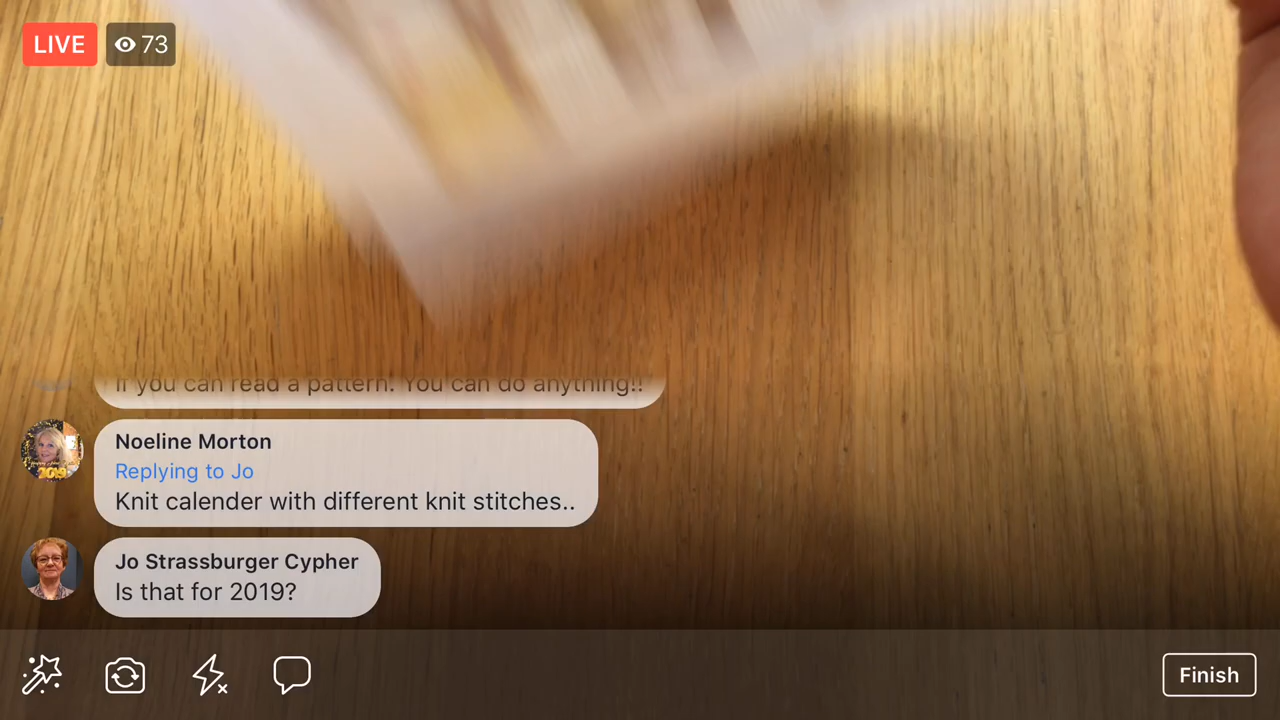 LIVE
73
If you can read a pattern. You can do anything!!
Noeline Morton
Replying to Jo
Knit calender with different knit stitches..
Jo Strassburger Cypher
Is that for 2019?
Finish